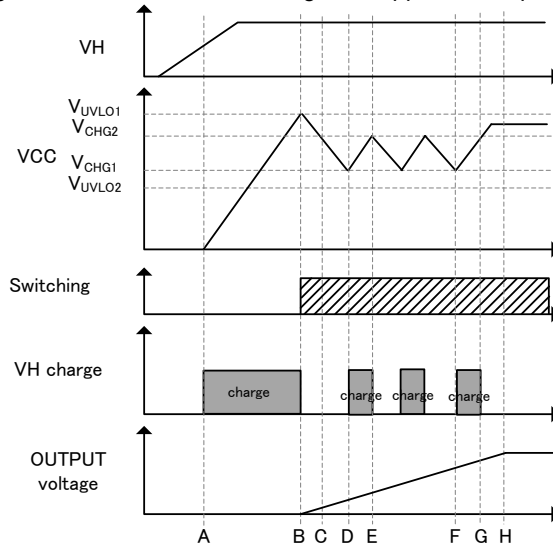 VH
VUVLO1
VCHG2
VCC
VCHG1
VUVLO2
Switching
VH charge
charge
charge
charge
charge
OUTPUT
voltage
A B C D E F G H